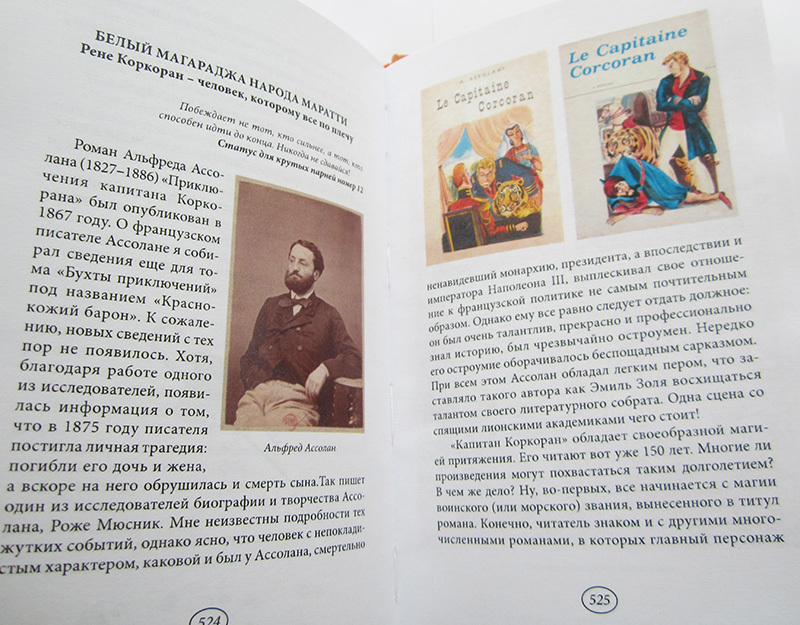 БЕЛЫЙ МАГАРАДЖА НАРОДА МАРАТТИ
Рене Коркоран – человек, которому все по плечу
Побеждает не тот, кто сильнее, а тот, кто
способен идти до конца. Никогда не сдавайся!
Статус для крутых парней номер 12
Роман Альфреда Ассо-
лана (1827–1886) «Приклю-
чения капитана Корко-
рана» был опубликован в
1867 году. О французском
писателе Ассолане я соби-
рал сведения еще для то-
ма «Бухты приключений»
под названием «Красно-
кожий барон». К сожале-
нию, новых сведений с тех
пор не появилось. Хотя,
благодаря работе одного
из исследователей, появи-
лась информация о том,
что в 1875 году писателя
постигла личная трагедия:
погибли его дочь и жена,
а вскоре на него обрушилась и смерть сына.Так пишет
один из исследователей биографии и творчества Ассо-
лана, Роже Мюсник. Мне неизвестны подробности тех
жутких событий, однако ясно, что человек с непоклади-
стым характером, каковой и был у Ассолана, смертельно
Альфред Ассолан
524
A. ASSOLLANT
Le Capitaine
Corcoran
Le Capitaine
Corcoran
ненавидевший монархию, президента, а впоследствии и
императора Наполеона III, выплескивал свое отноше-
ние к французской политике не самым почтительным
образом. Однако ему все равно следует отдать должное:
он был очень талантлив, прекрасно и профессионально
знал историю, был чрезвычайно остроумен. Нередко
его остроумие оборачивалось беспощадным сарказмом.
При всем этом Ассолан обладал легким пером, что за-
ставляло такого автора как Эмиль Золя восхищаться
талантом своего литературного собрата. Одна сцена со
спящими лионскими академиками чего стоит!
«Капитан Коркоран» обладает своеобразной маги-
ей притяжения. Его читают вот уже 150 лет. Многие ли
произведения могут похвастаться таким долголетием?
В чем же дело? Ну, во-первых, все начинается с магии
воинского (или морского) звания, вынесенного в титул
романа. Конечно, читатель знаком и с другими много-
численными романами, в которых главный персонаж
525